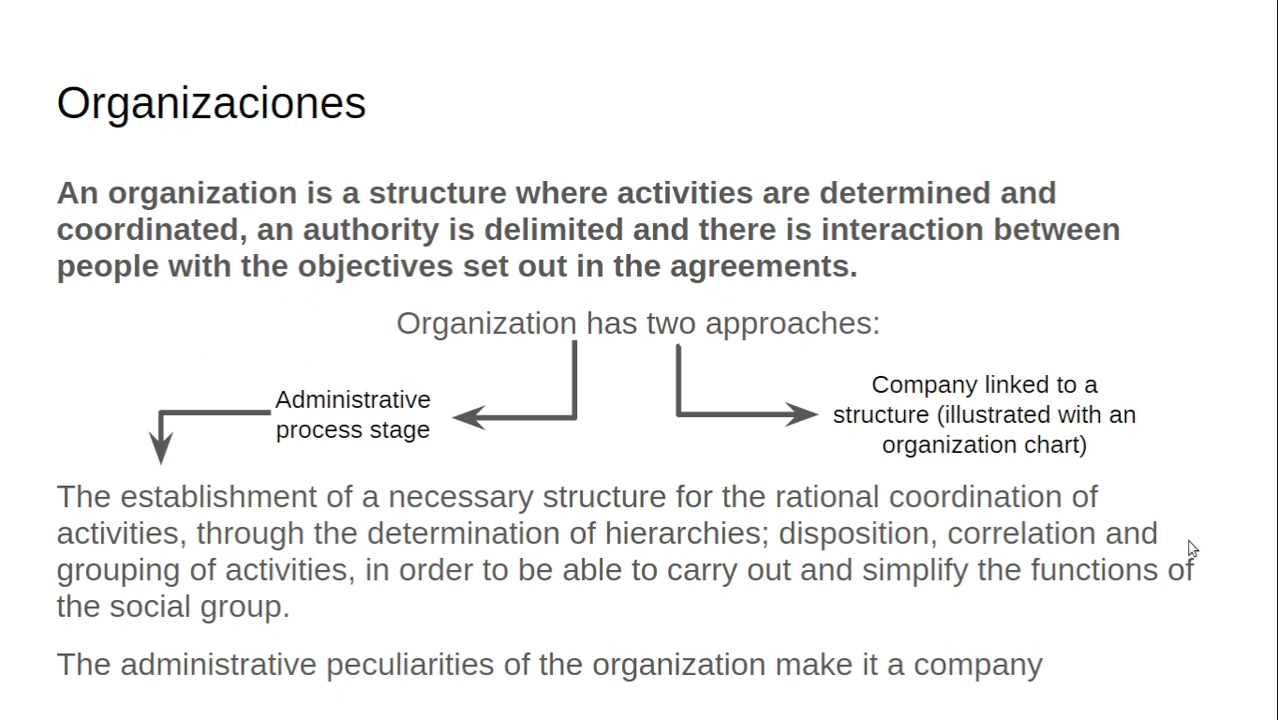 Organizaciones
An organization is a structure where activities are determined and
coordinated, an authority is delimited and there is interaction between
people with the objectives set out in the agreements.
Organization has two approaches:
Administrative
process stage
Company linked to a
structure (illustrated with an
organization chart)
The establishment of a necessary structure for the rational coordination of
activities, through the determination of hierarchies; disposition, correlation and
grouping of activities, in order to be able to carry out and simplify the functions of
the social group.
The administrative peculiarities of the organization make it a company